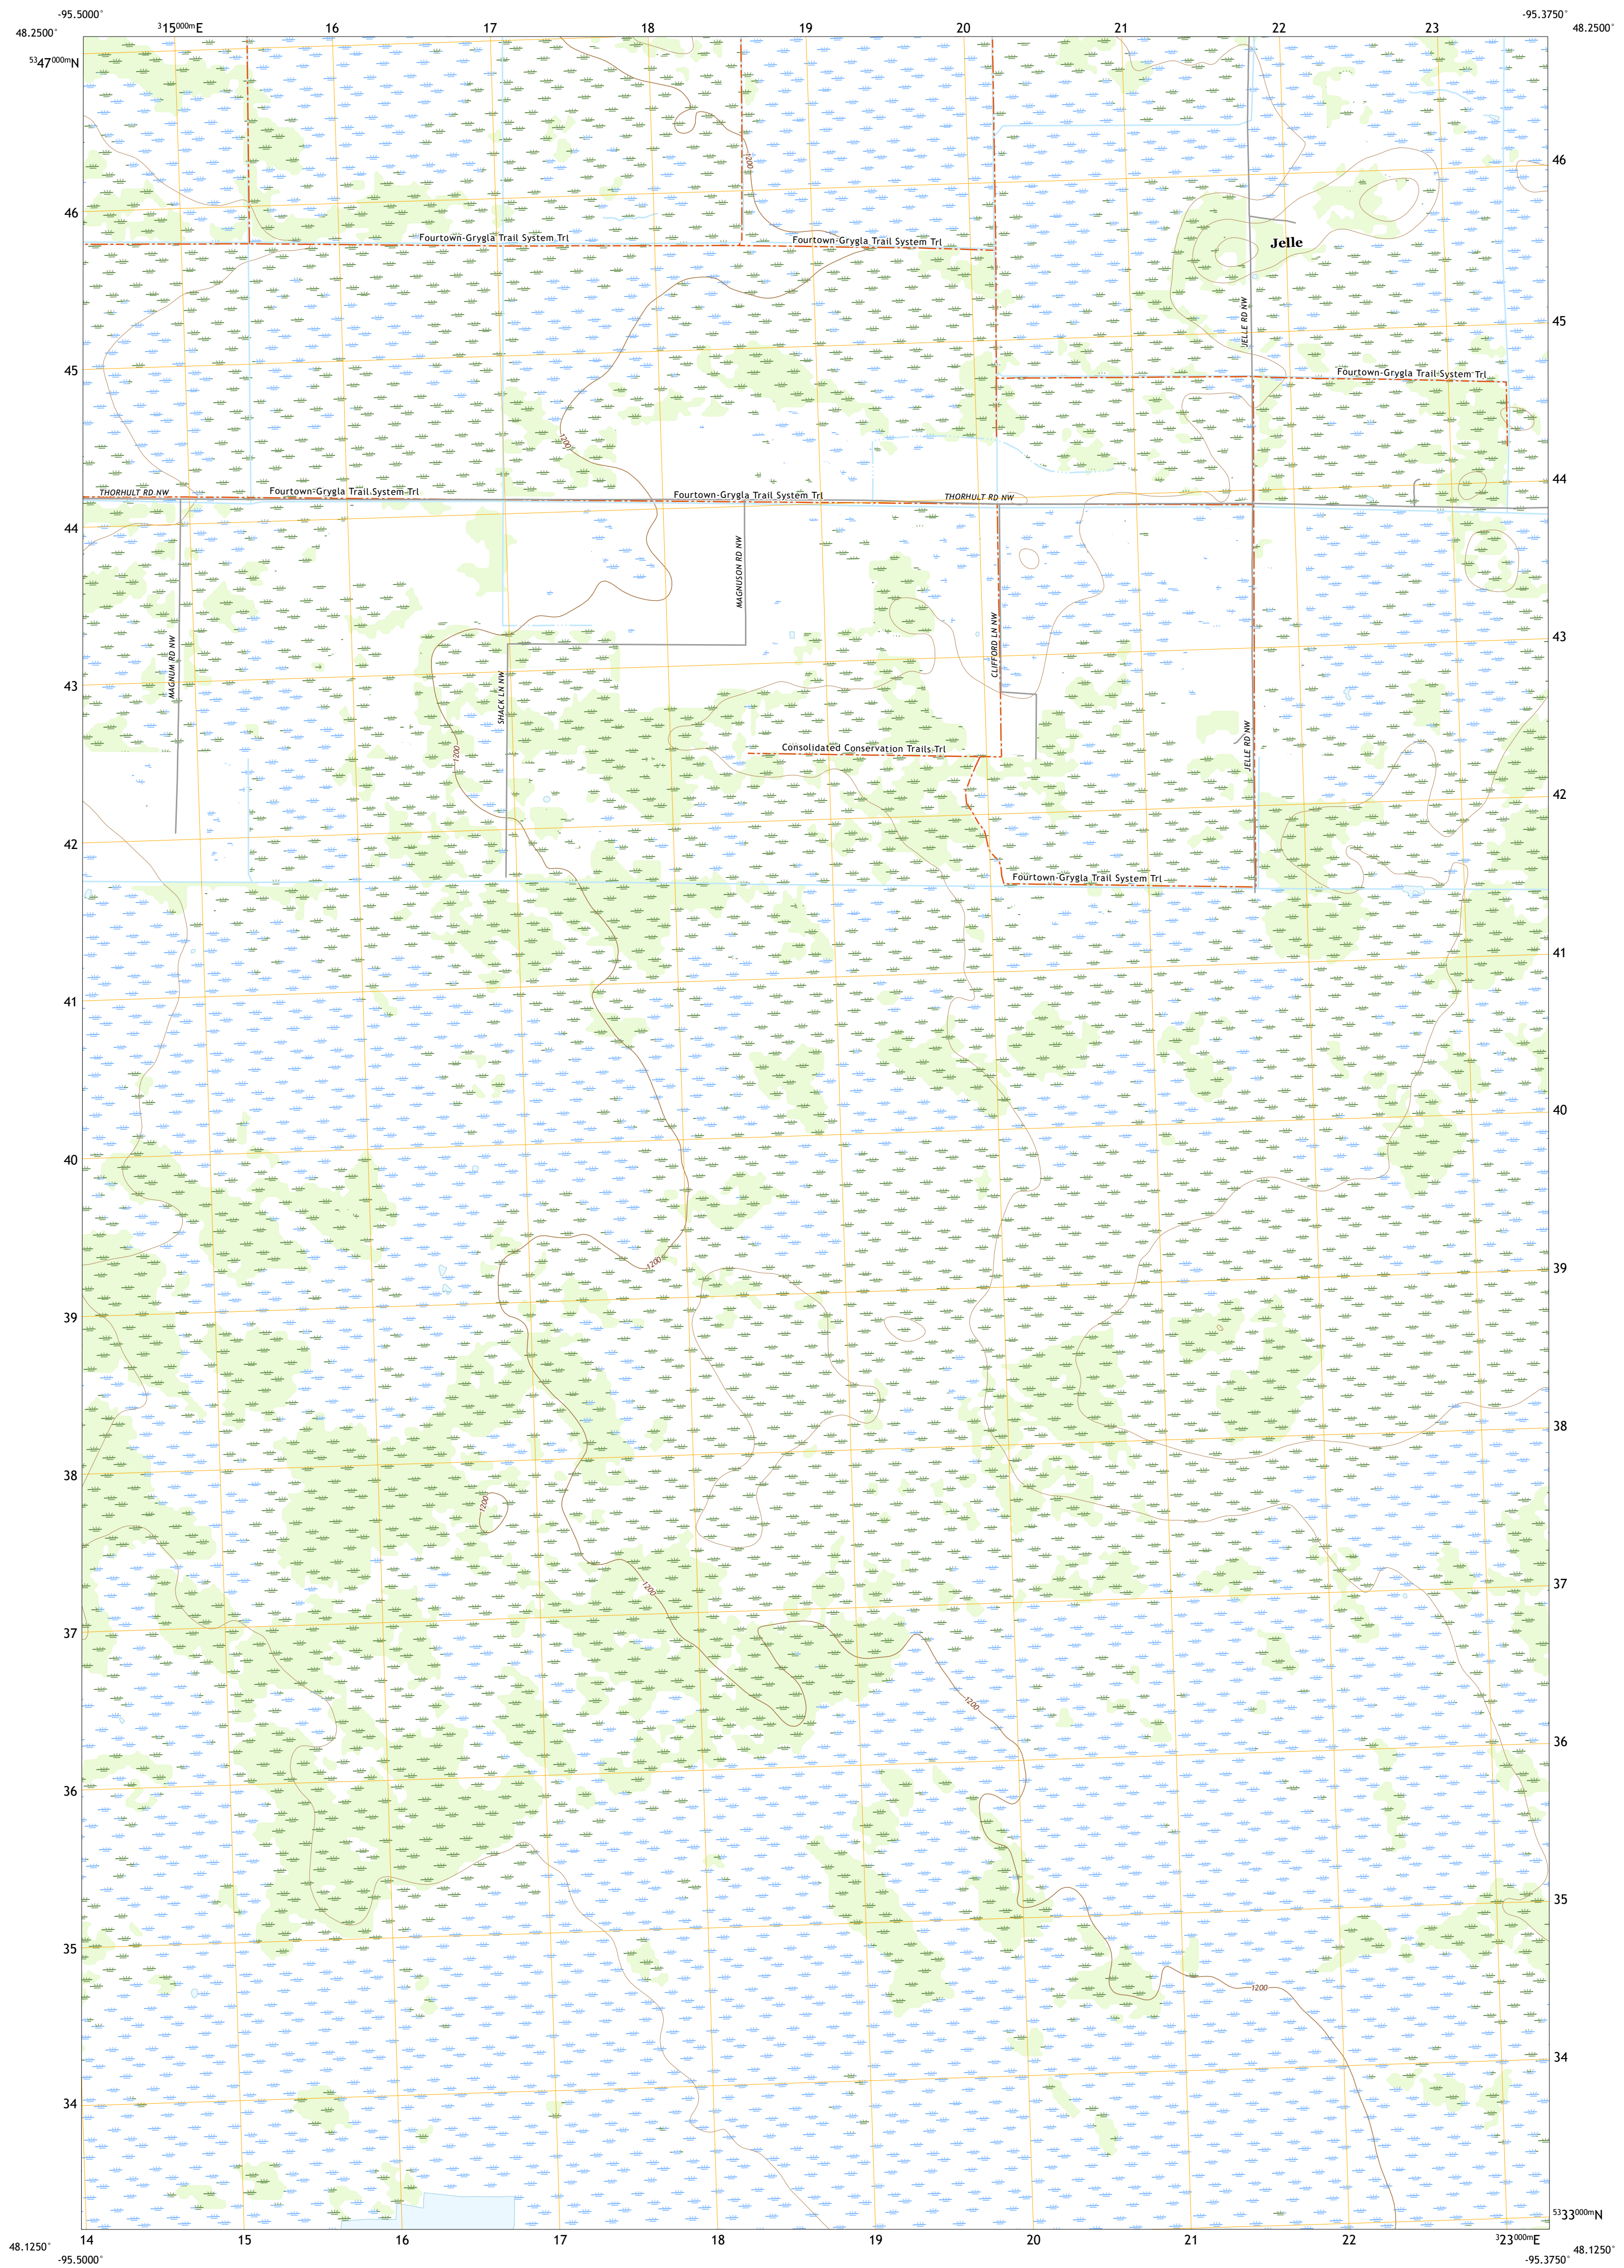 -95.5000°
315000mE 16 17 18 19 20 21 22 23
-95.3750°
48.2500°
48.2500°
5347000mN
46
1200
46
Fourtown-Grygla Trail System Trl
Fourtown-Grygla Trail System Trl
Jelle
JELLE RD NW
45
45
Fourtown-Grygla Trail System Trl
1200
44
THORHULT RD NW
Fourtown-Grygla Trail System Trl
Fourtown-Grygla Trail System Trl
THORHULT RD NW
44
MAGNUSON RD NW
43
MAGNUM RD NW
CLIFFORD LN NW
43
SHACK LN NW
1200
Consolidated Conservation Trails Trl
JELLE RD NW
42
42
Fourtown-Grygla Trail System Trl
41
41
40
40
1200
39
39
38
38
1200
1200
37
37
1200
36
36
35
35
1200
34
34
5333000mN
14 15 16 17 18 19 20 21 22 323000mE
48.1250°
48.1250°
-95.5000°
-95.3750°